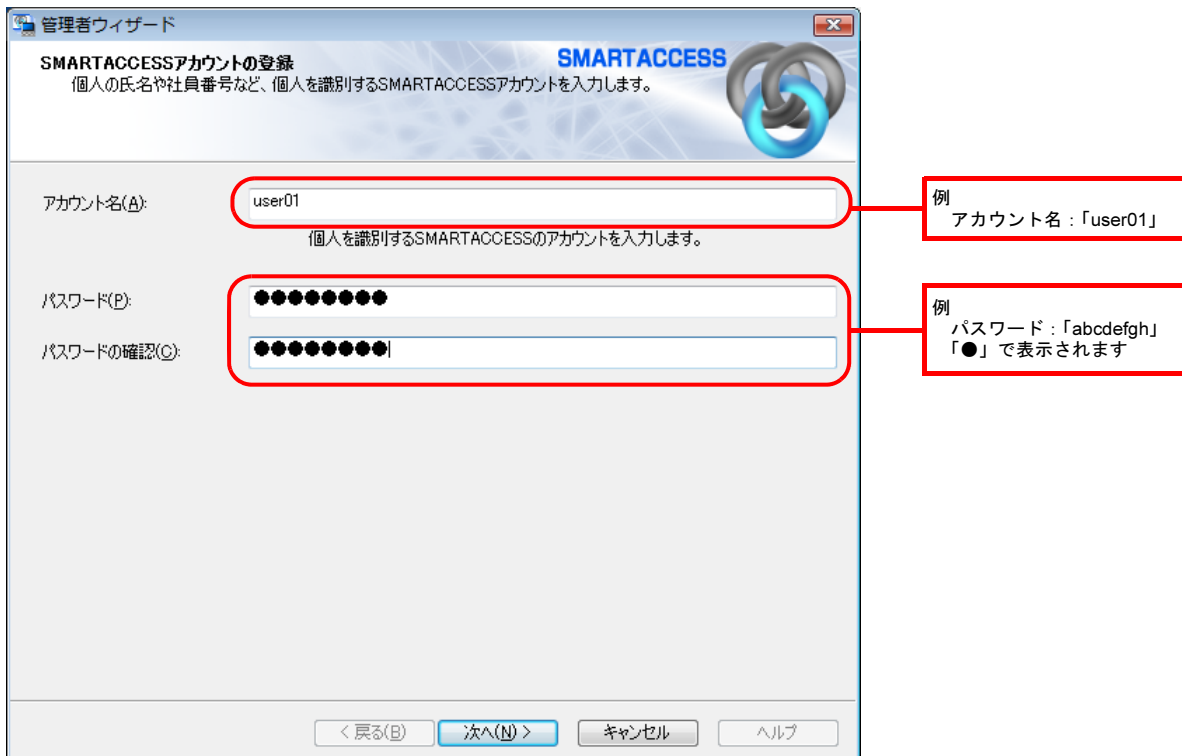 管理者ウィザード
SMARTACCESSアカウントの登録
SMARTACCESS
個人の氏名や社員番号など、個人を識別するSMARTACCESSアカウントを入力します。
アカウント名(A):
user01
個人を識別するSMARTACCESSのアカウントを入力します。
パスワード(P):
●●●●●●●●
パスワードの確認(C):
●●●●●●●●
例
アカウント名：「user01」
例
パスワード：「abcdefgh」
「●」で表示されます
< 戻る(B)
次へ(N) >
キャンセル
ヘルプ